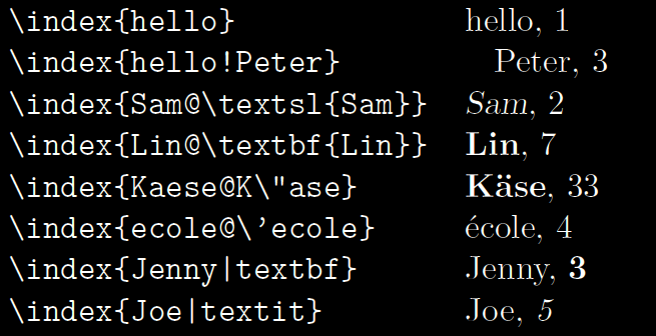 \index{hello} hello, 1
\index{hello!Peter} Peter, 3
\index{Sam@\textsl{Sam}} Sam, 2
\index{Lin@\textbf{Lin}} Lin, 7
\index{Kaese@K\"ase} Käse, 33
\index{ecole@\’ecole} école, 4
\index{Jenny|textbf} Jenny, 3
\index{Joe|textit} Joe, 5